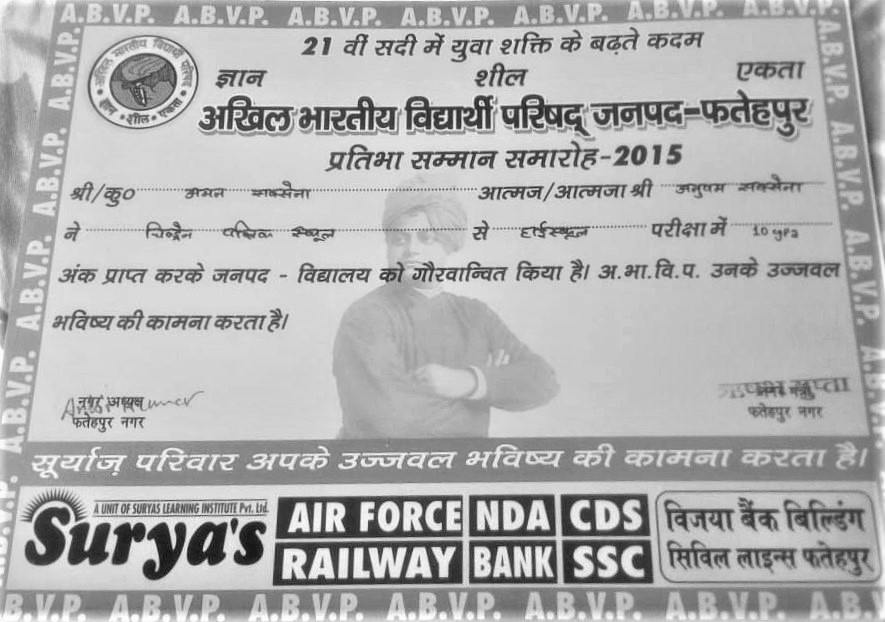 A.B.V.P. A.B.V.P. A.B.V.P. A.B.V.P. A.B.V.P. A.B.V.P. A.B.V.P.
21 वीं सदी में युवा शक्ति के बढ़ते कदम
अखिल भारतीय विद्यार्थी परिषद
ज्ञान • शील • एकता
ज्ञान शील एकता
अखिल भारतीय विद्यार्थी परिषद् जनपद-फतेहपुर
प्रतिभा सम्मान समारोह-2015
श्री/कु0 अमन सक्सेना आत्मज/आत्मजा श्री अनुपम सक्सेना
ने चिल्ड्रेन पब्लिक स्कूल से हाईस्कूल परीक्षा में 10 gpa
अंक प्राप्त करके जनपद - विद्यालय को गौरवान्वित किया है। अ.भा.वि.प. उनके उज्जवल
भविष्य की कामना करता है।
नगर अध्यक्ष
फतेहपुर नगर
गुप्ता
फतेहपुर नगर
सूर्याज़ परिवार अपके उज्जवल भविष्य की कामना करता है।
A UNIT OF SURYAS LEARNING INSTITUTE Pvt. Ltd.
Surya's
AIR FORCE NDA CDS
RAILWAY BANK SSC
विजया बैंक बिल्डिंग
सिविल लाइन्स फतेहपुर
B.V.P. A.B.V.P. A.B.V.P. A.B.V.P. A.B.V.P. A.B.V.P. A.B.V.P. A.B